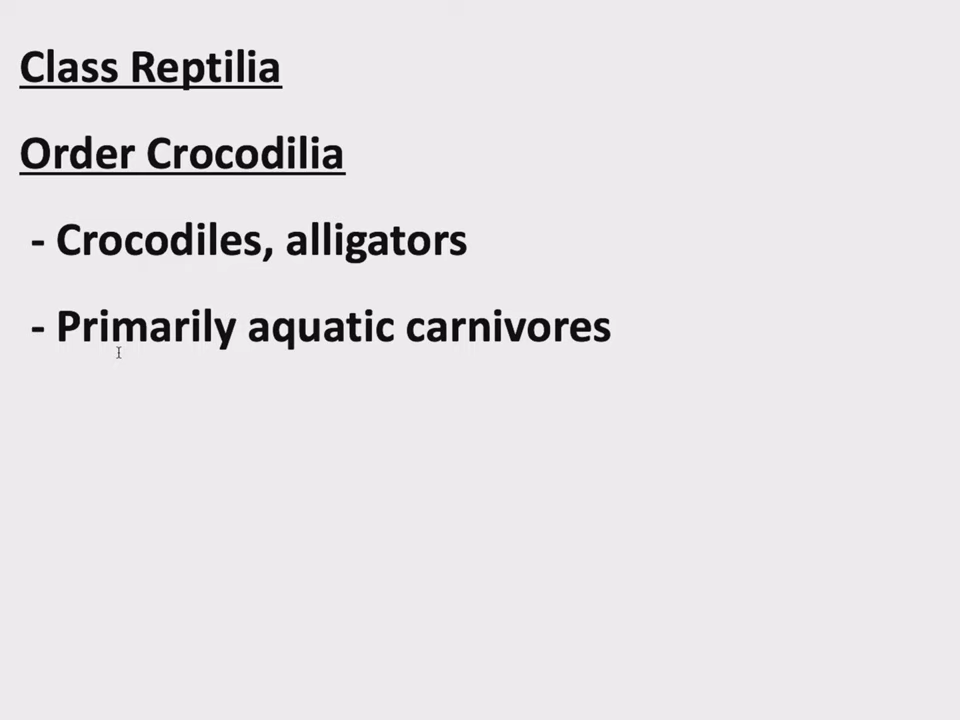 Class Reptilia
Order Crocodilia
- Crocodiles, alligators
- Primarily aquatic carnivores